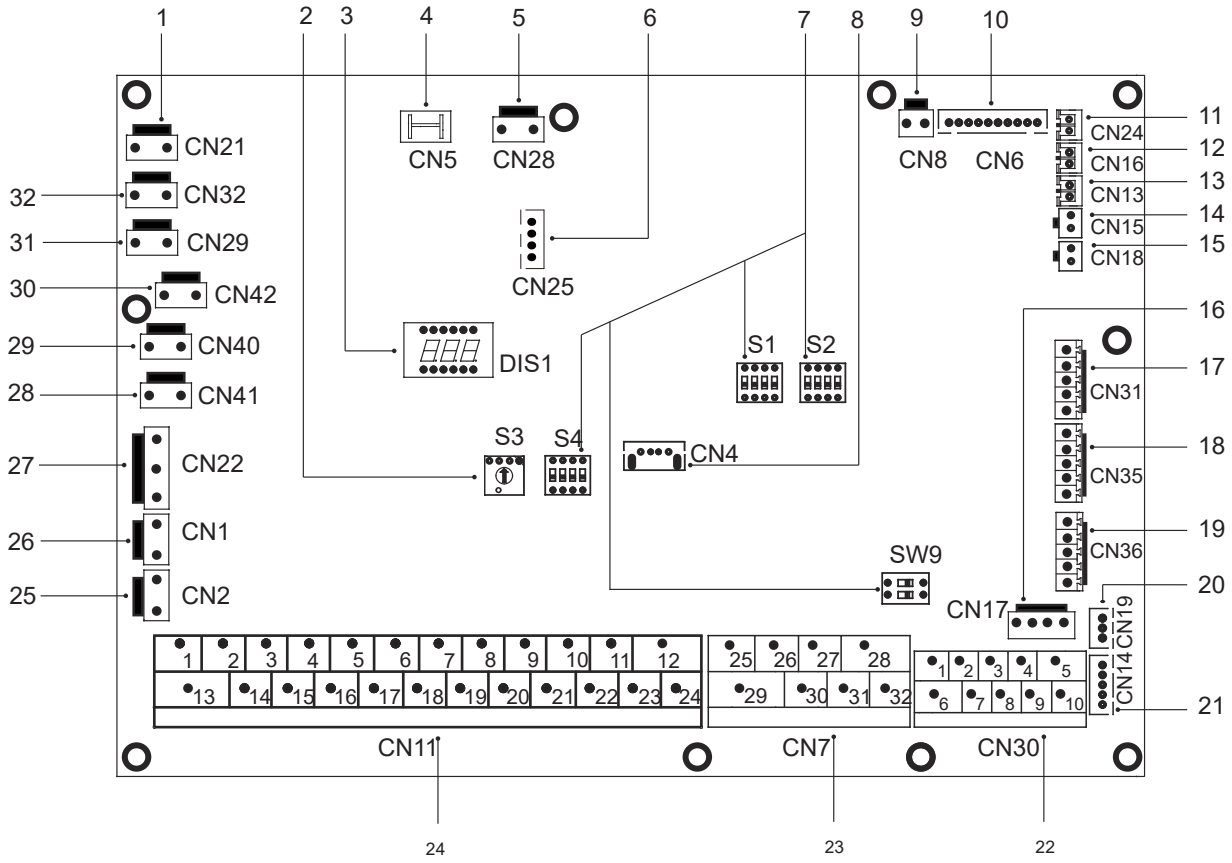 1 2 3 4 5 6 7 8 9 10
11
CN21
CN5
CN28
CN8
CN6
CN24
12
CN16
32
CN32
13
CN13
14
CN15
31
CN29
15
CN18
CN25
30
CN42
16
29
CN40
DIS1
S1
S2
17
CN31
28
CN41
18
27
CN22
S3
S4
CN4
CN35
26
CN1
19
CN36
SW9
25
CN2
20
CN17
CN19
1 2 3 4 5 6 7 8 9 10 11 12
25 26 27 28
1 2 3 4 5
13 14 15 16 17 18 19 20 21 22 23 24
29 30 31 32
6 7 8 9 10
CN14
21
CN11
CN7
CN30
24
23
22